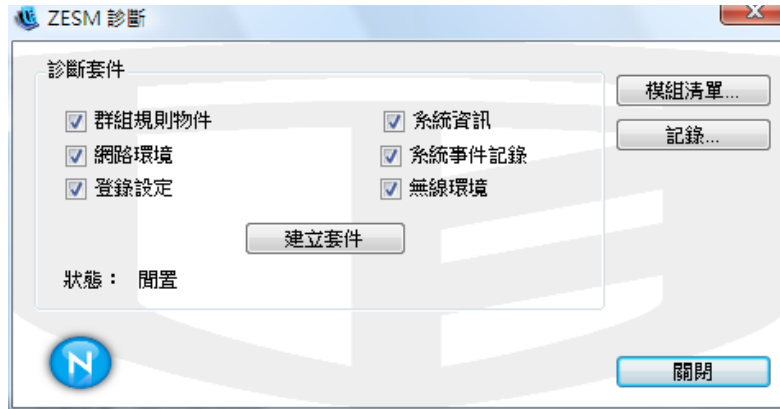 ZESM 診斷
診斷套件
群組規則物件
系統資訊
網路環境
系統事件記錄
登錄設定
無線環境
建立套件
狀態： 閒置
模組清單...
記錄...
N
關閉